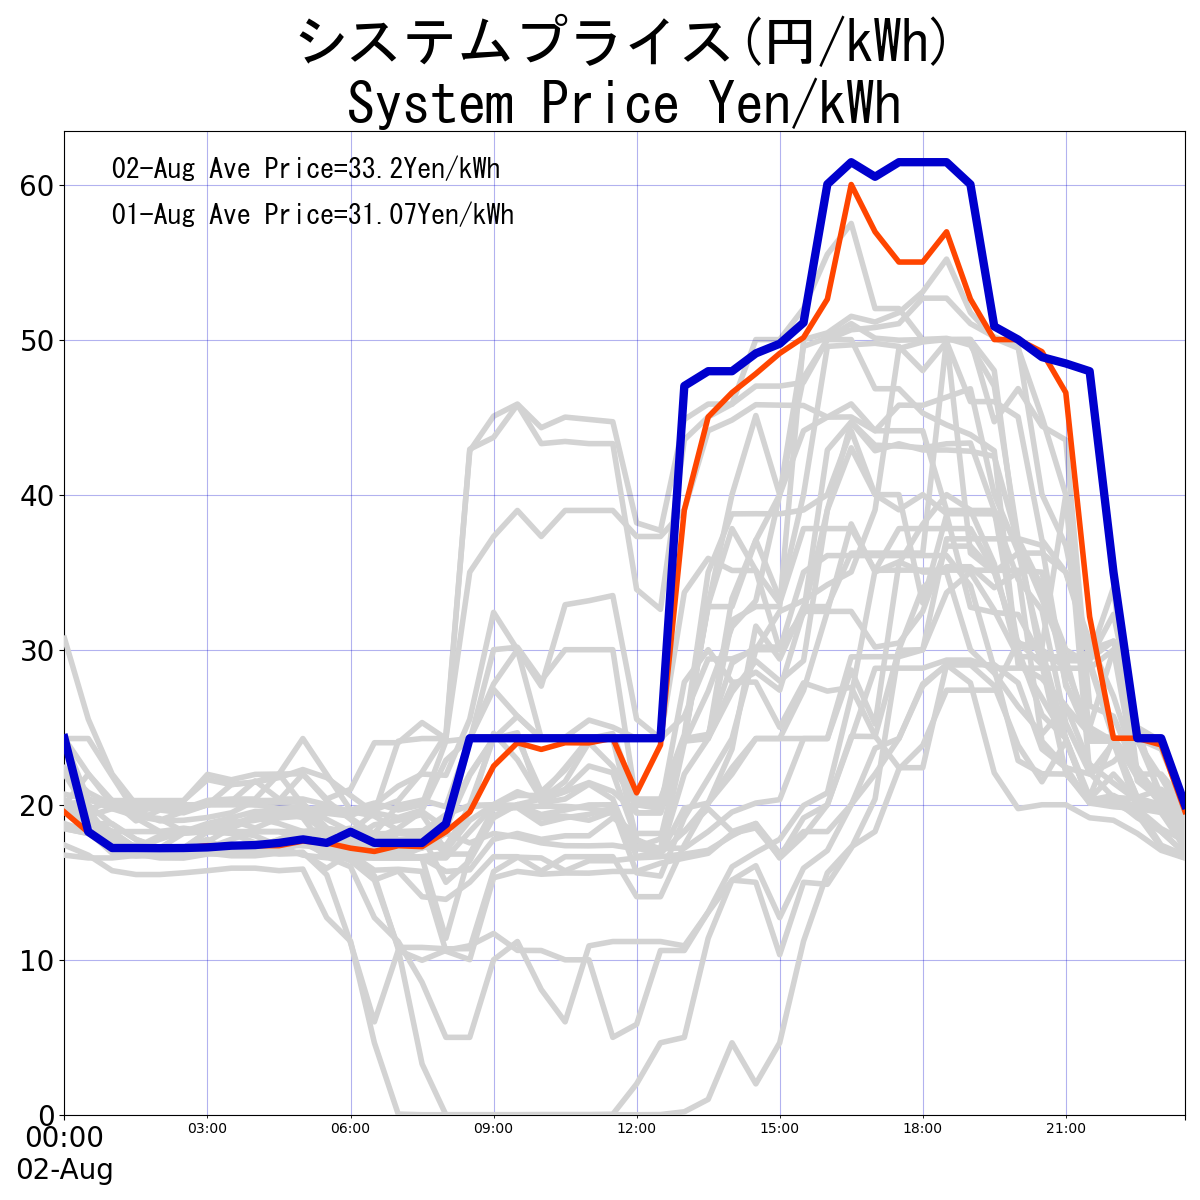 システムプライス(円/kWh)
System Price Yen/kWh
02-Aug Ave Price=33.2Yen/kWh
01-Aug Ave Price=31.07Yen/kWh
60
50
40
30
20
10
0
00:00 03:00 06:00 09:00 12:00 15:00 18:00 21:00
02-Aug